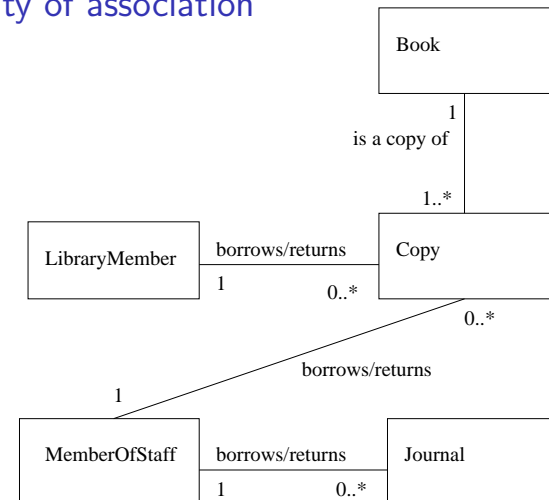 ty of association
Book
1
is a copy of
1..*
LibraryMember
borrows/returns
Copy
1
0..*
0..*
borrows/returns
1
MemberOfStaff
borrows/returns
Journal
1
0..*